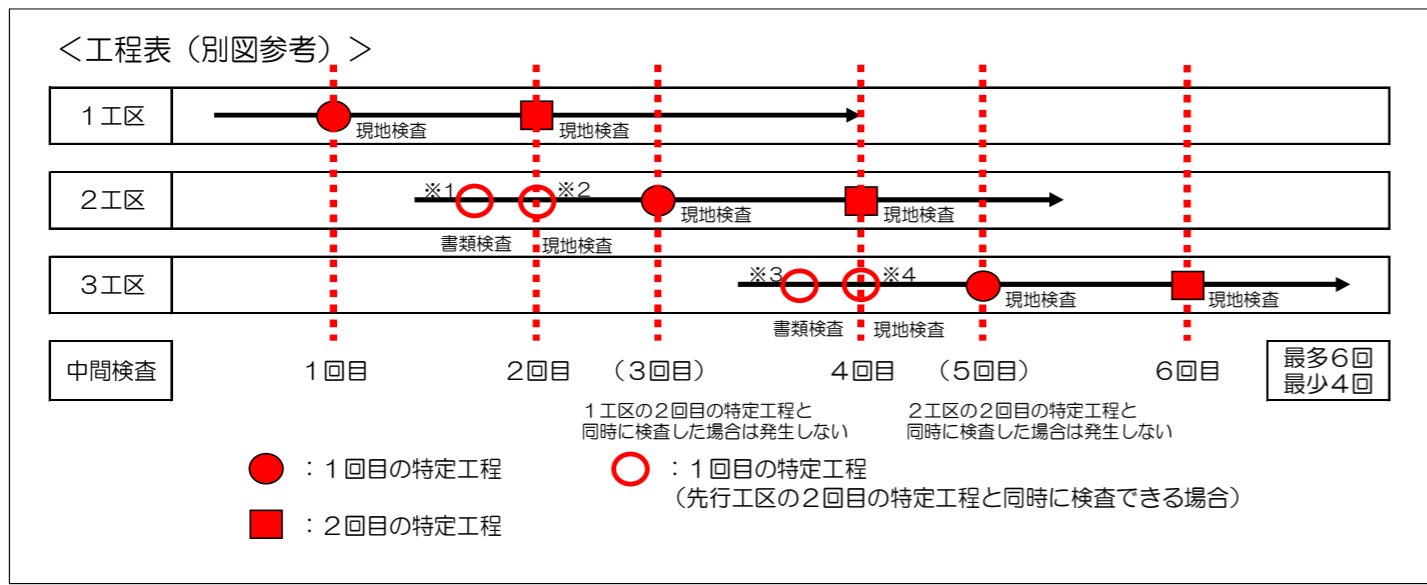 ＜工程表（別図参考）＞
１工区
現地検査
現地検査
２工区
※１
※２
現地検査
現地検査
書類検査
現地検査
３工区
※３
※４
現地検査
現地検査
書類検査
現地検査
中間検査
１回目
２回目
（３回目）
４回目
（５回目）
６回目
最多６回
最少４回
１工区の２回目の特定工程と
同時に検査した場合は発生しない
２工区の２回目の特定工程と
同時に検査した場合は発生しない
：１回目の特定工程
：１回目の特定工程
（先行工区の２回目の特定工程と同時に検査できる場合）
：２回目の特定工程